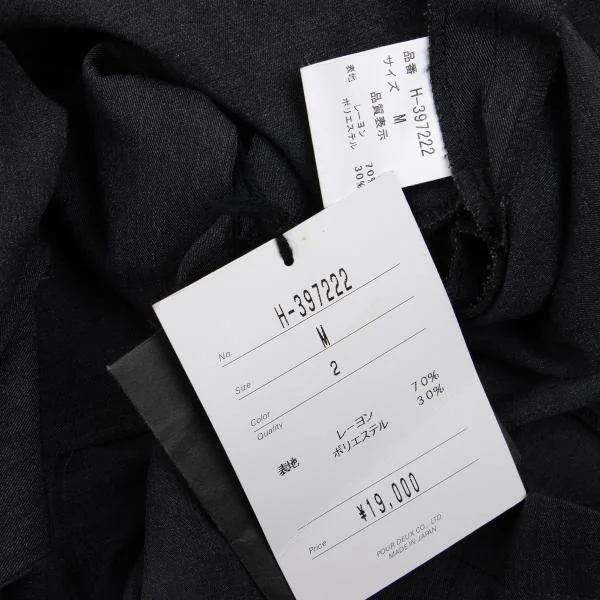 品番 H-397222
サイズ M
品質表示
表地
レーヨン 70%
ポリエステル 30%
No. H-397222
Size M
Color 2
Quality
表地
レーヨン 70%
ポリエステル 30%
Price ¥19,000
POUR DEUX CO., LTD.
MADE IN JAPAN